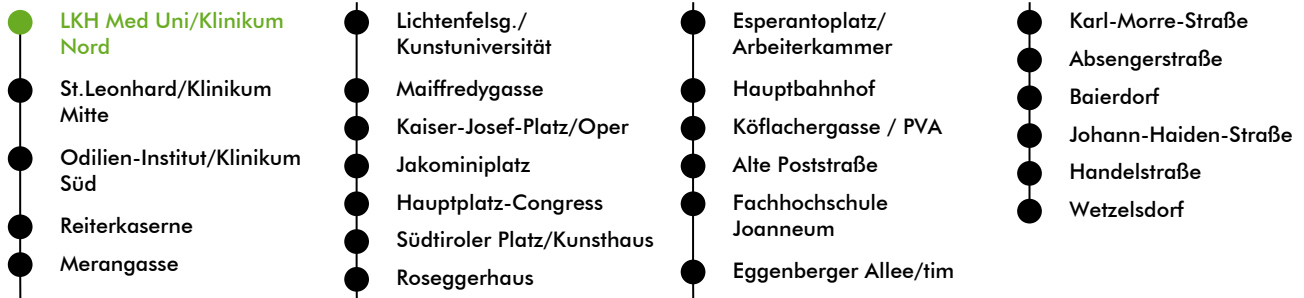 LKH Med Uni/Klinikum
Nord
St.Leonhard/Klinikum
Mitte
Odilien-Institut/Klinikum
Süd
Reiterkaserne
Merangasse
Lichtenfelsg./
Kunstuniversität
Maiffredygasse
Kaiser-Josef-Platz/Oper
Jakominiplatz
Hauptplatz-Congress
Südtiroler Platz/Kunsthaus
Roseggerhaus
Esperantoplatz/
Arbeiterkammer
Hauptbahnhof
Köflachergasse / PVA
Alte Poststraße
Fachhochschule
Joanneum
Eggenberger Allee/tim
Karl-Morre-Straße
Absengerstraße
Baierdorf
Johann-Haiden-Straße
Handelstraße
Wetzelsdorf